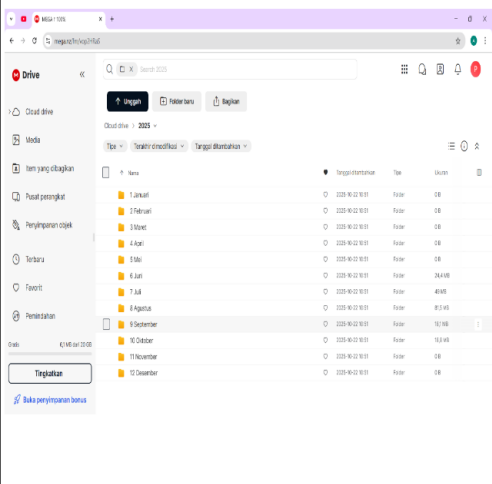 MEGA
Drive
Search 2025
Cloud drive
Media
Item yang dibagikan
Pusat perangkat
Penyimpanan objek
Terbaru
Favorit
Pemindahan
Gratis
dari 20 GB
Tingkatkan
Buka penyimpanan bonus
Unggah
Folder baru
Bagikan
Cloud drive > 2025
Tipe
Terakhir dimodifikasi
Tanggal ditambahkan
Nama Tanggal ditambahkan Tipe Ukuran
1 Januari 2025-10-22 10:51 Folder 0 B
2 Februari 2025-10-22 10:51 Folder 0 B
3 Maret 2025-10-22 10:51 Folder 0 B
4 April 2025-10-22 10:51 Folder 0 B
5 Mei 2025-10-22 10:51 Folder 0 B
6 Juni 2025-10-22 10:51 Folder 24,4 MB
7 Juli 2025-10-22 10:51 Folder 49 MB
8 Agustus 2025-10-22 10:51 Folder MB
9 September 2025-10-22 10:51 Folder MB
10 Oktober 2025-10-22 10:51 Folder MB
11 November 2025-10-22 10:51 Folder 0 B
12 Desember 2025-10-22 10:51 Folder 0 B